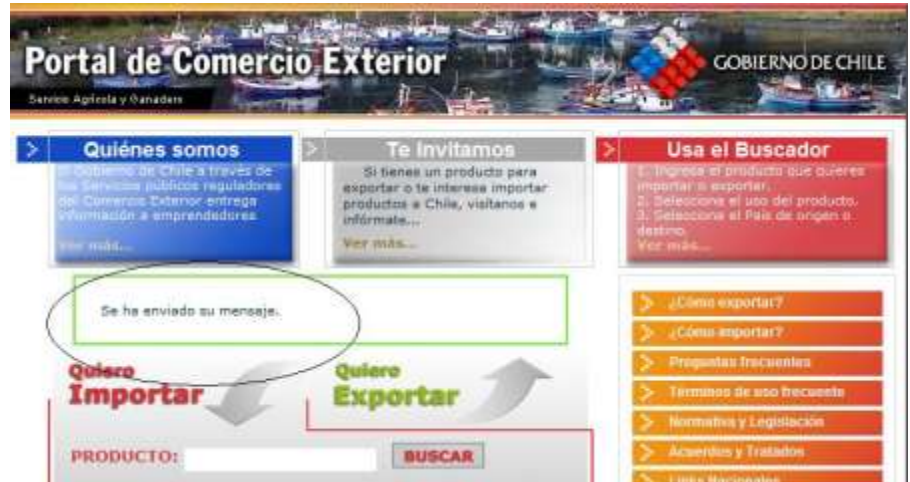 Portal de Comercio Exterior
GOBIERNO DE CHILE
Servicio Agrícola y Ganadero
Quiénes somos
El Gobierno de Chile a través de
los Servicios públicos reguladores
del Comercio Exterior entrega
información a emprendedores
Ver más...
Te Invitamos
Si tienes un producto para
exportar o te interesa importar
productos a Chile, visítanos e
infórmate...
Ver más...
Usa el Buscador
1. Ingresa el producto que quieres
importar o exportar.
2. Selecciona el uso del producto.
3. Selecciona el País de origen o
destino.
Ver más...
Se ha enviado su mensaje.
Quiero
Importar
Quiero
Exportar
PRODUCTO:
BUSCAR
¿Cómo exportar?
¿Cómo importar?
Preguntas frecuentes
Términos de uso frecuente
Normativa y Legislación
Acuerdos y Tratados
Links Nacionales